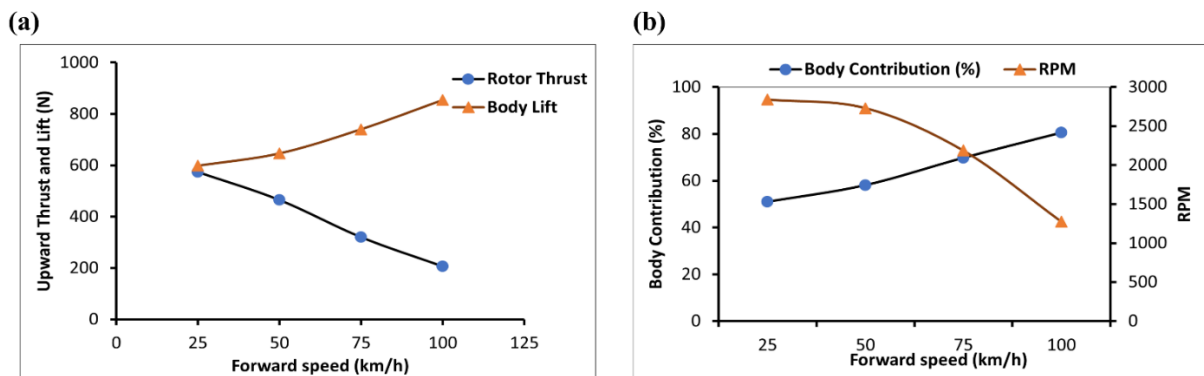 (a)
1000
800
600
400
200
0
Upward Thrust and Lift (N)
Rotor Thrust
Body Lift
0 25 50 75 100 125
Forward speed (km/h)
(b)
Body Contribution (%) RPM
100
80
60
40
20
0
Body Contribution (%)
3000
2500
2000
1500
1000
500
0
RPM
25 50 75 100
Forward speed (km/h)